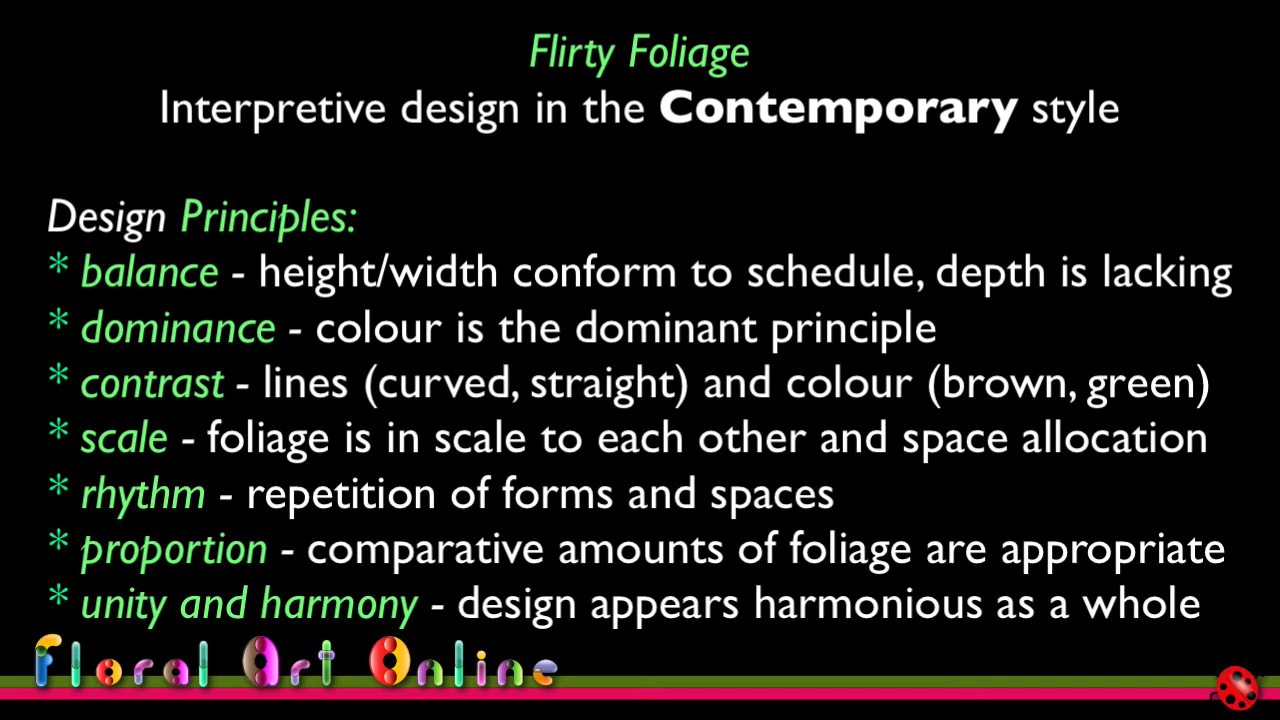 Flirty Foliage
Interpretive design in the Contemporary style
Design Principles:
* balance - height/width conform to schedule, depth is lacking
* dominance - colour is the dominant principle
* contrast - lines (curved, straight) and colour (brown, green)
* scale - foliage is in scale to each other and space allocation
* rhythm - repetition of forms and spaces
* proportion - comparative amounts of foliage are appropriate
* unity and harmony - design appears harmonious as a whole
Floral Art Online